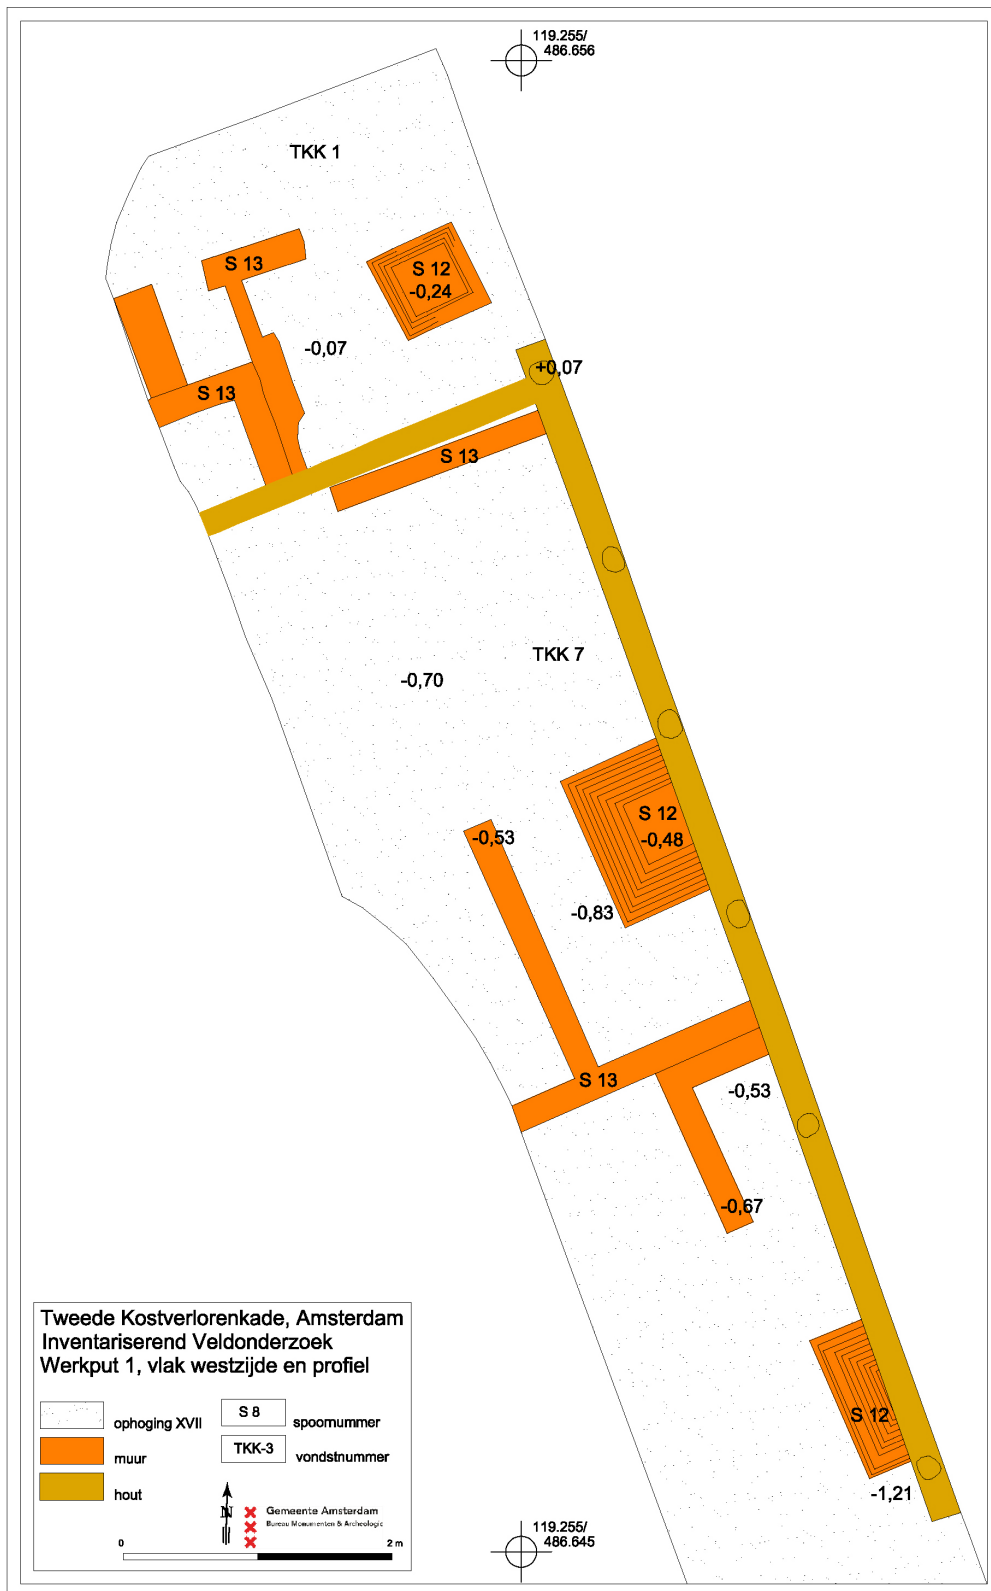 119.255/
486.656
TKK 1
S 13
S 12
-0,24
-0,07
+0,07
S 13
S 13
TKK 7
-0,70
S 12
-0,48
-0,53
-0,83
S 13
-0,53
-0,67
S 12
-1,21
Tweede Kostverlorenkade, Amsterdam
Inventariserend Veldonderzoek
Werkput 1, vlak westzijde en profiel
ophoging XVII
S 8
spoornummer
muur
TKK-3
vondstnummer
hout
N
Gemeente Amsterdam
Bureau Monumenten & Archeologie
0
2 m
119.255/
486.645